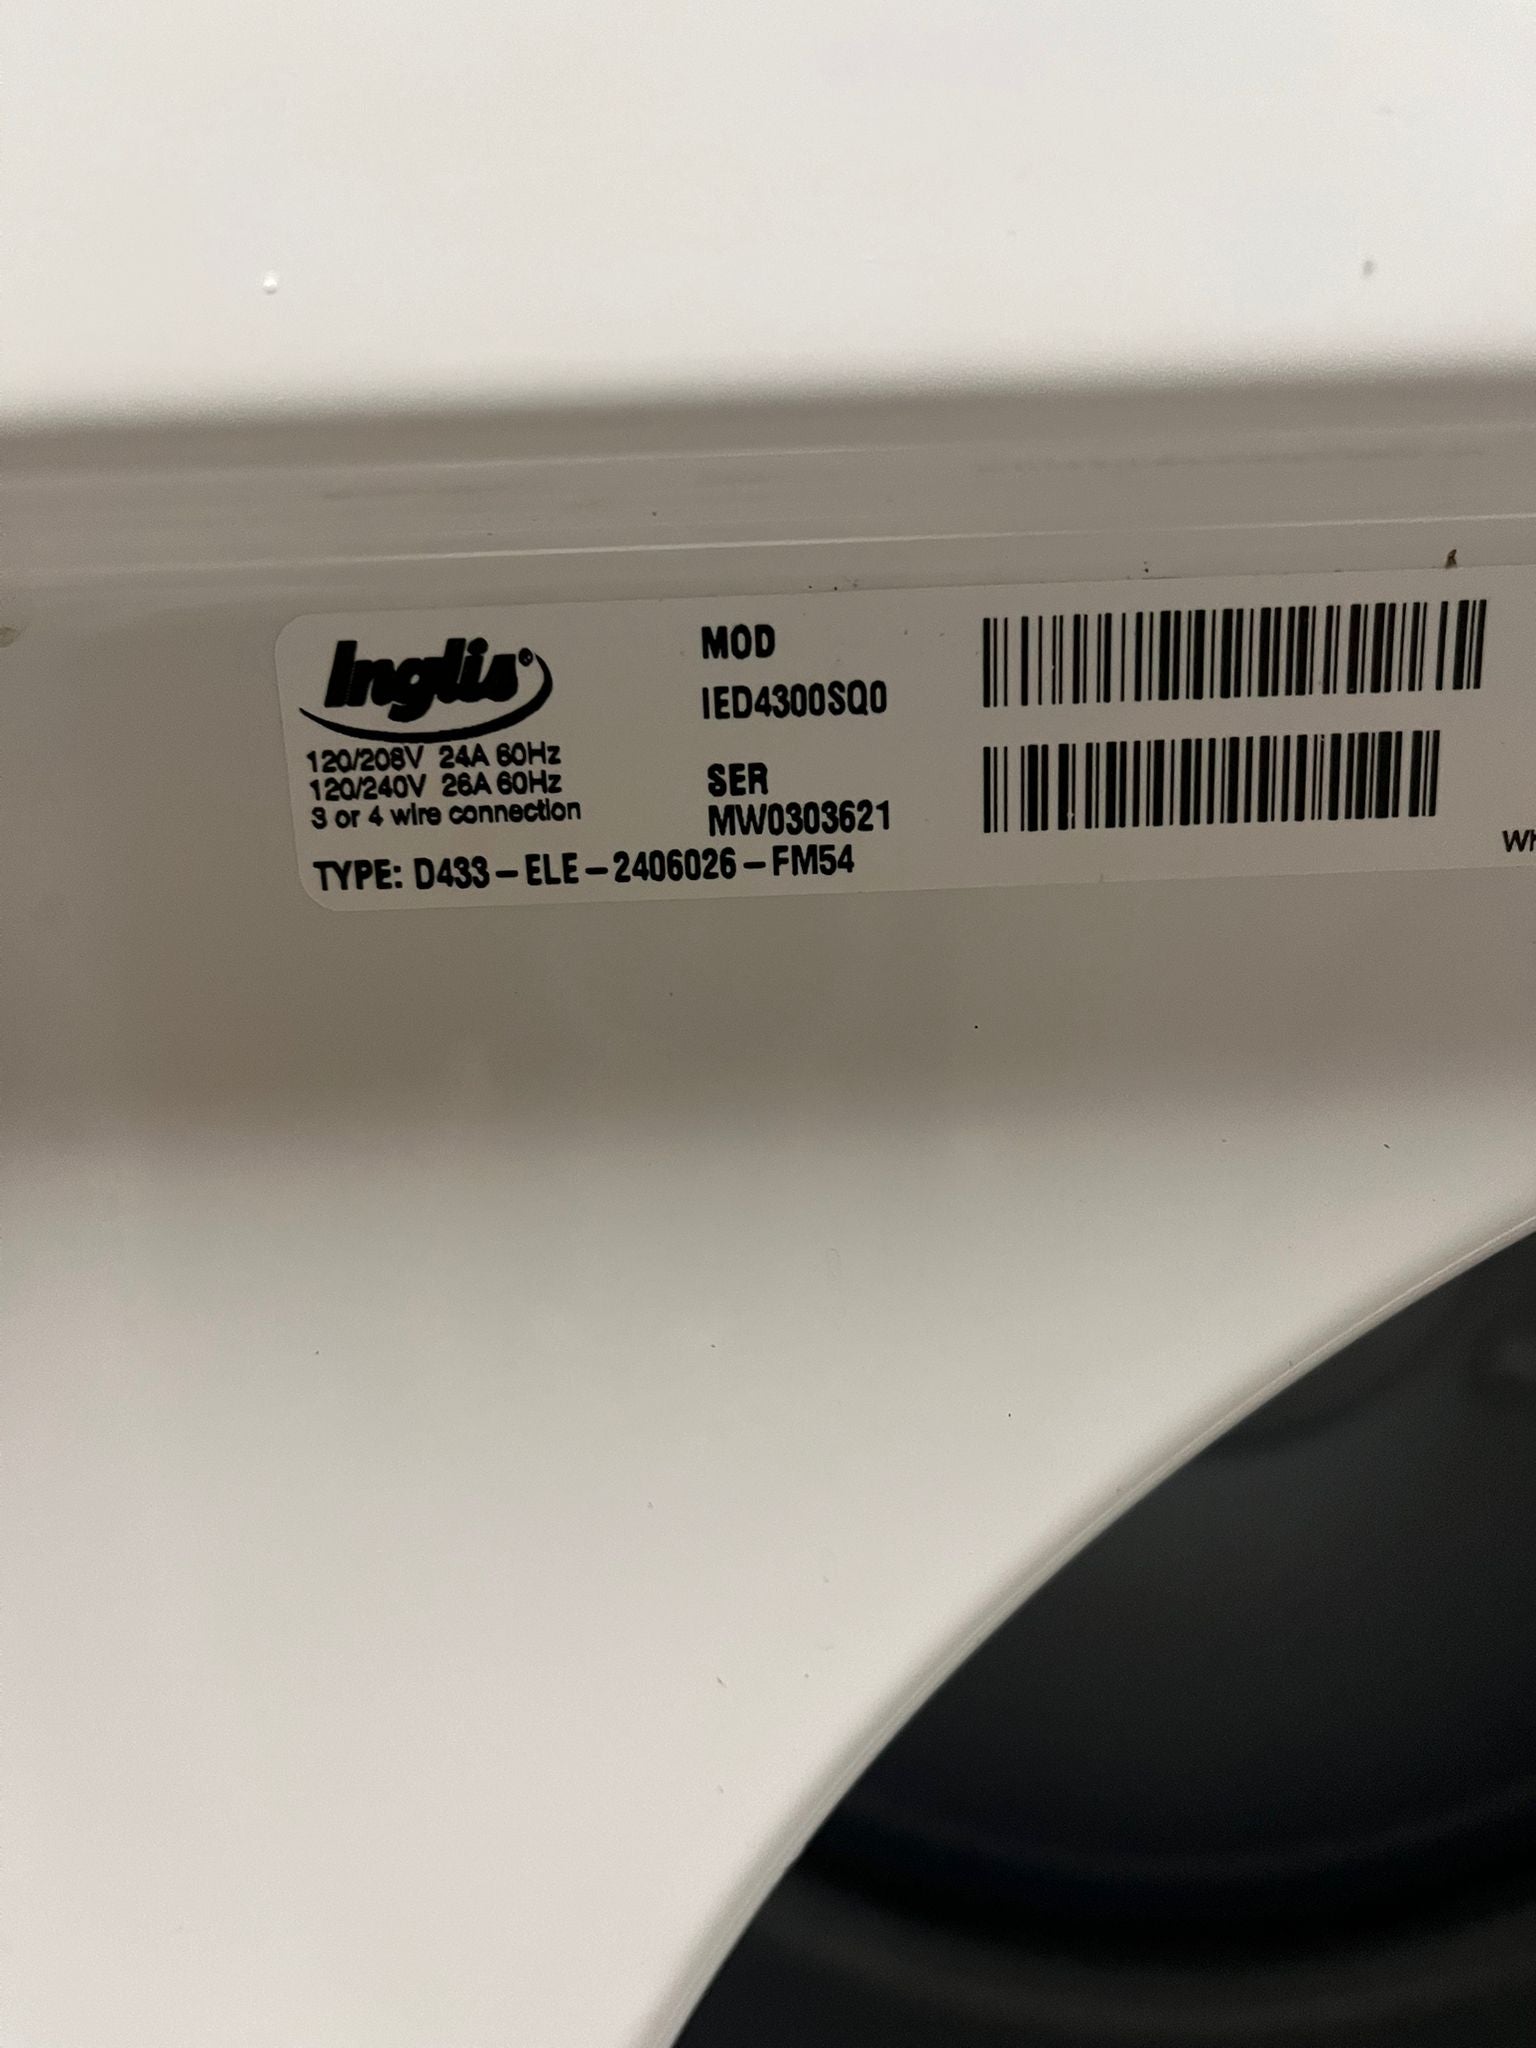 Inglis®
120/208V 24A 60Hz
120/240V 26A 60Hz
3 or 4 wire connection
MOD
IED4300SQ0
SER
MW0303621
TYPE: D433-ELE-2406026-FM54